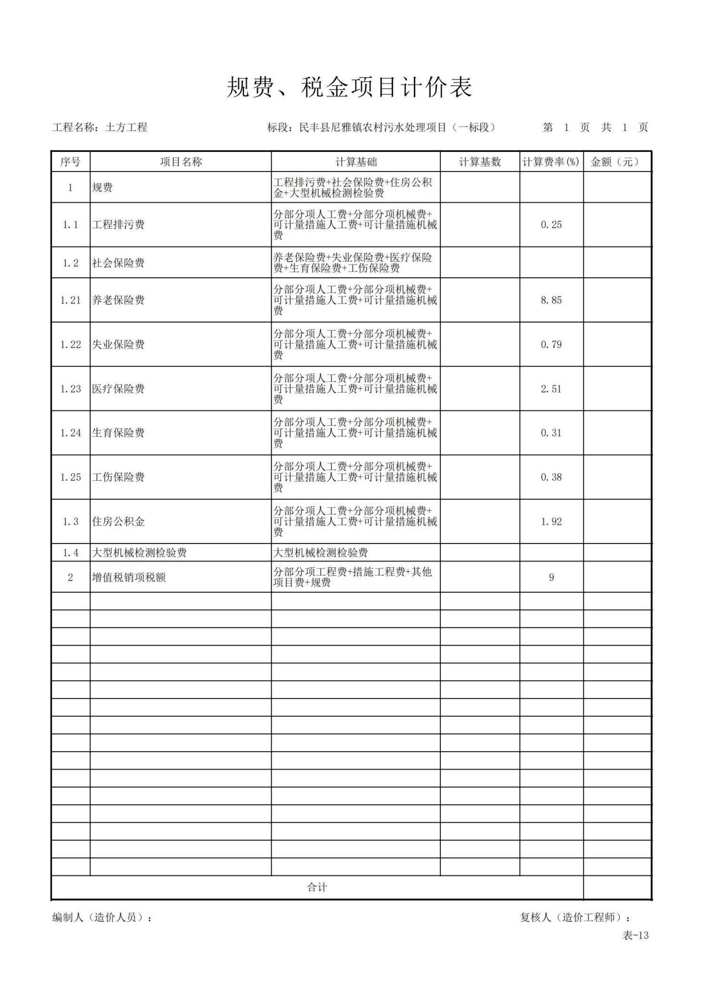 规费、税金项目计价表
工程名称：土方工程 标段：民丰县尼雅镇农村污水处理项目（一标段） 第 1 页 共 1 页
序号 项目名称 计算基础 计算基数 计算费率(%) 金额（元）
1 规费 工程排污费+社会保险费+住房公积
金+大型机械检测检验费
1.1 工程排污费 分部分项人工费+分部分项机械费+
可计量措施人工费+可计量措施机械
费
0.25
1.2 社会保险费 养老保险费+失业保险费+医疗保险
费+生育保险费+工伤保险费
1.21 养老保险费 分部分项人工费+分部分项机械费+
可计量措施人工费+可计量措施机械
费
8.85
1.22 失业保险费 分部分项人工费+分部分项机械费+
可计量措施人工费+可计量措施机械
费
0.79
1.23 医疗保险费 分部分项人工费+分部分项机械费+
可计量措施人工费+可计量措施机械
费
2.51
1.24 生育保险费 分部分项人工费+分部分项机械费+
可计量措施人工费+可计量措施机械
费
0.31
1.25 工伤保险费 分部分项人工费+分部分项机械费+
可计量措施人工费+可计量措施机械
费
0.38
1.3 住房公积金 分部分项人工费+分部分项机械费+
可计量措施人工费+可计量措施机械
费
1.92
1.4 大型机械检测检验费 大型机械检测检验费
2 增值税销项税额 分部分项工程费+措施工程费+其他
项目费+规费
9
合计
编制人（造价人员）： 复核人（造价工程师）：
表-13